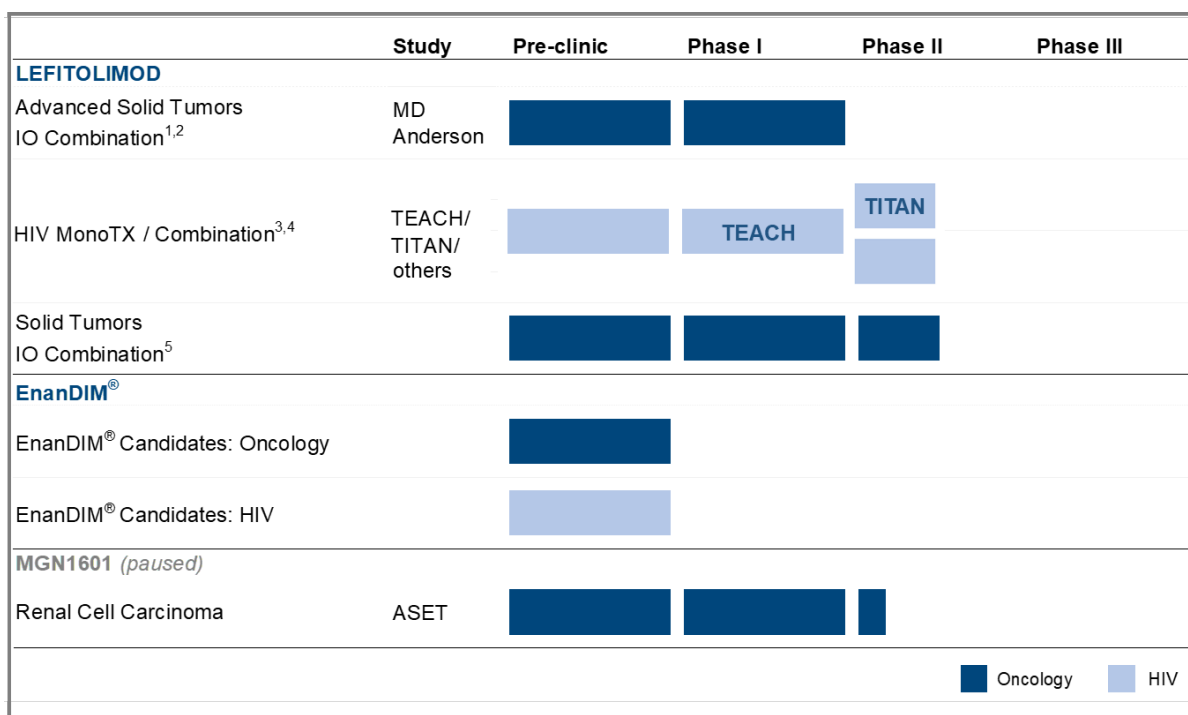 Study Pre-clinic Phase I Phase II Phase III
LEFITOLIMOD
Advanced Solid Tumors
IO Combination1,2
MD
Anderson
HIV MonoTX / Combination3,4
TEACH/
TITAN/
others
TEACH
TITAN
Solid Tumors
IO Combination5
EnanDIM®
EnanDIM® Candidates: Oncology
EnanDIM® Candidates: HIV
MGN1601 (paused)
Renal Cell Carcinoma ASET
Oncology HIV